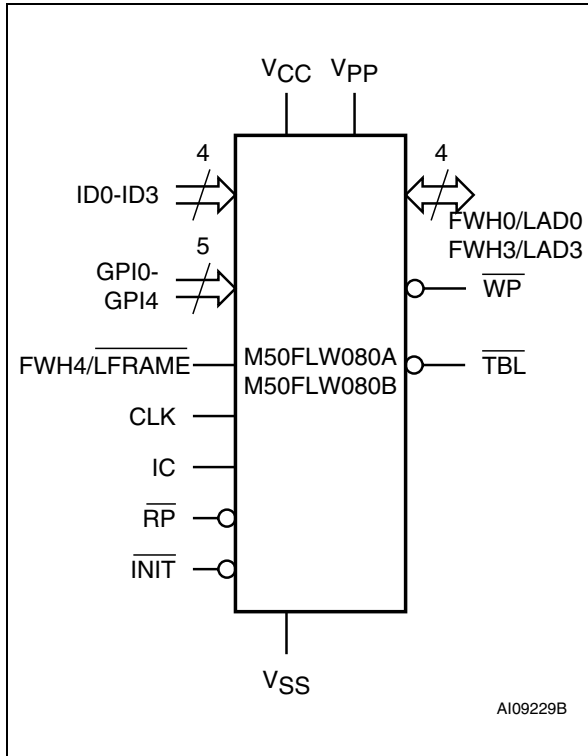 VCC VPP
4
ID0-ID3
4
FWH0/LAD0
FWH3/LAD3
5
GPI0-
GPI4
WP
FWH4/LFRAME
M50FLW080A
M50FLW080B
TBL
CLK
IC
RP
INIT
VSS
AI09229B